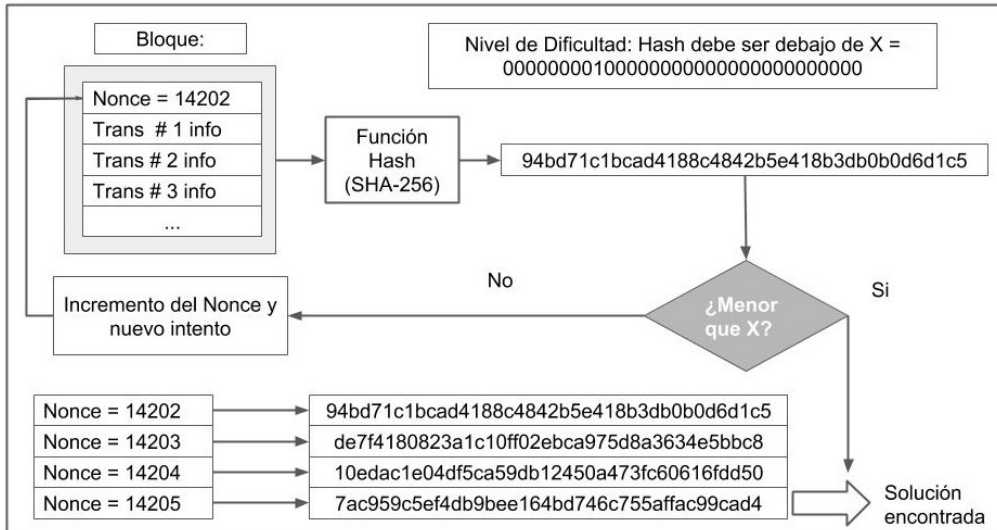 Bloque:
Nivel de Dificultad: Hash debe ser debajo de X =
00000000100000000000000000000000
Nonce = 14202
Trans # 1 info
Trans # 2 info
Trans # 3 info
...
Función
Hash
(SHA-256)
94bd71c1bcad4188c4842b5e418b3db0b0d6d1c5
No
Si
¿Menor
que X?
Incremento del Nonce y
nuevo intento
Nonce = 14202
94bd71c1bcad4188c4842b5e418b3db0b0d6d1c5
Nonce = 14203
de7f4180823a1c10ff02ebca975d8a3634e5bbc8
Nonce = 14204
10edac1e04df5ca59db12450a473fc60616fdd50
Nonce = 14205
7ac959c5ef4db9bee164bd746c755affac99cad4
Solución
encontrada